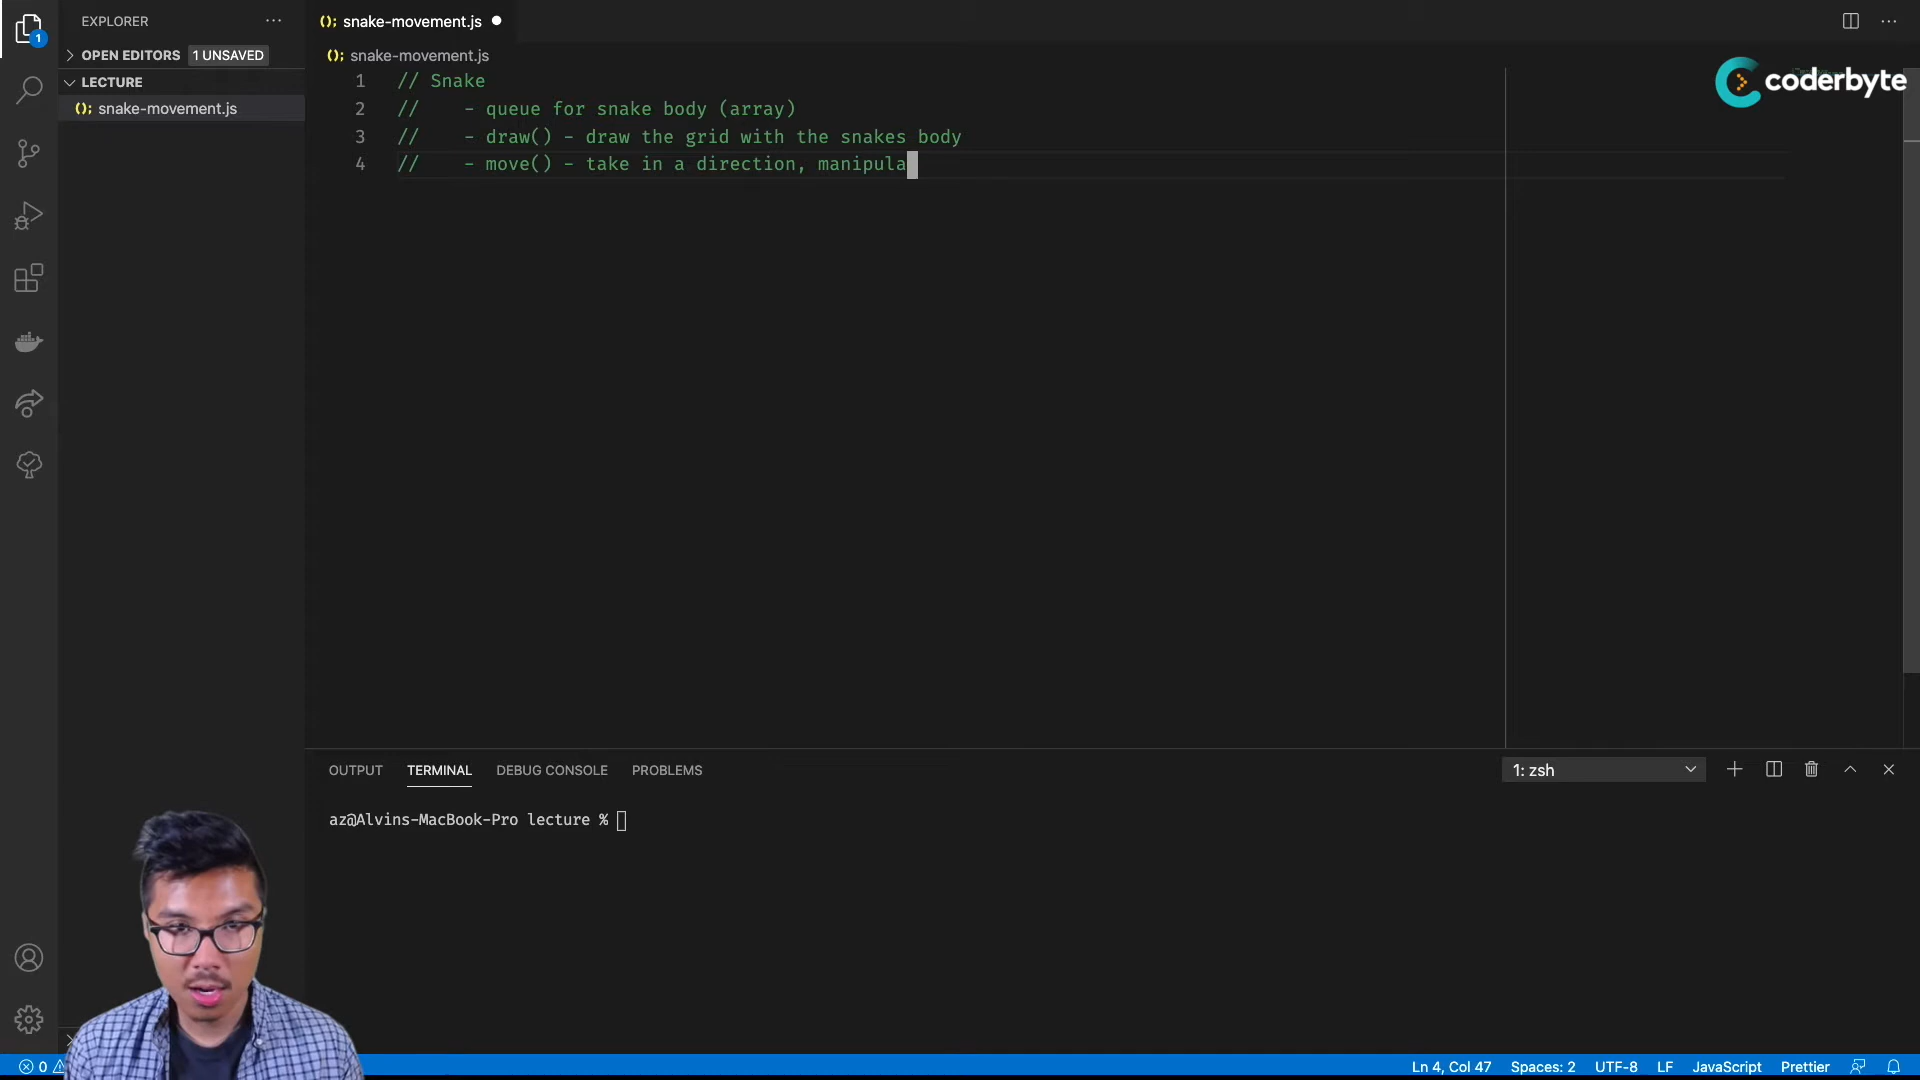 EXPLORER
OPEN EDITORS 1 UNSAVED
LECTURE
snake-movement.js
1
snake-movement.js
snake-movement.js
coderbyte
1 // Snake
2 //    - queue for snake body (array)
3 //    - draw() - draw the grid with the snakes body
4 //    - move() - take in a direction, manipula
OUTPUT TERMINAL DEBUG CONSOLE PROBLEMS
1: zsh
az@Alvins-MacBook-Pro lecture %
0
Ln 4, Col 47 Spaces: 2 UTF-8 LF JavaScript Prettier